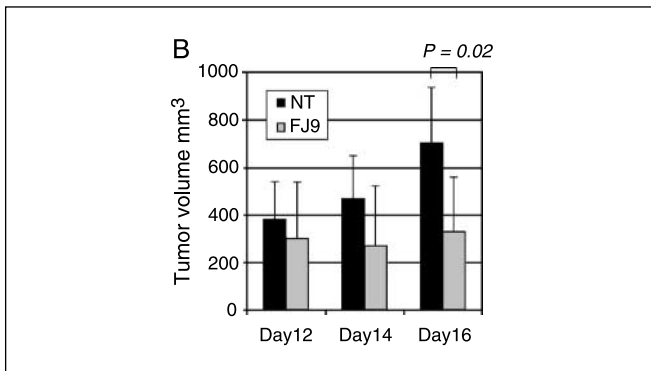 B
P = 0.02
Tumor volume mm3
1000
800
600
400
200
0
NT
FJ9
Day12 Day14 Day16